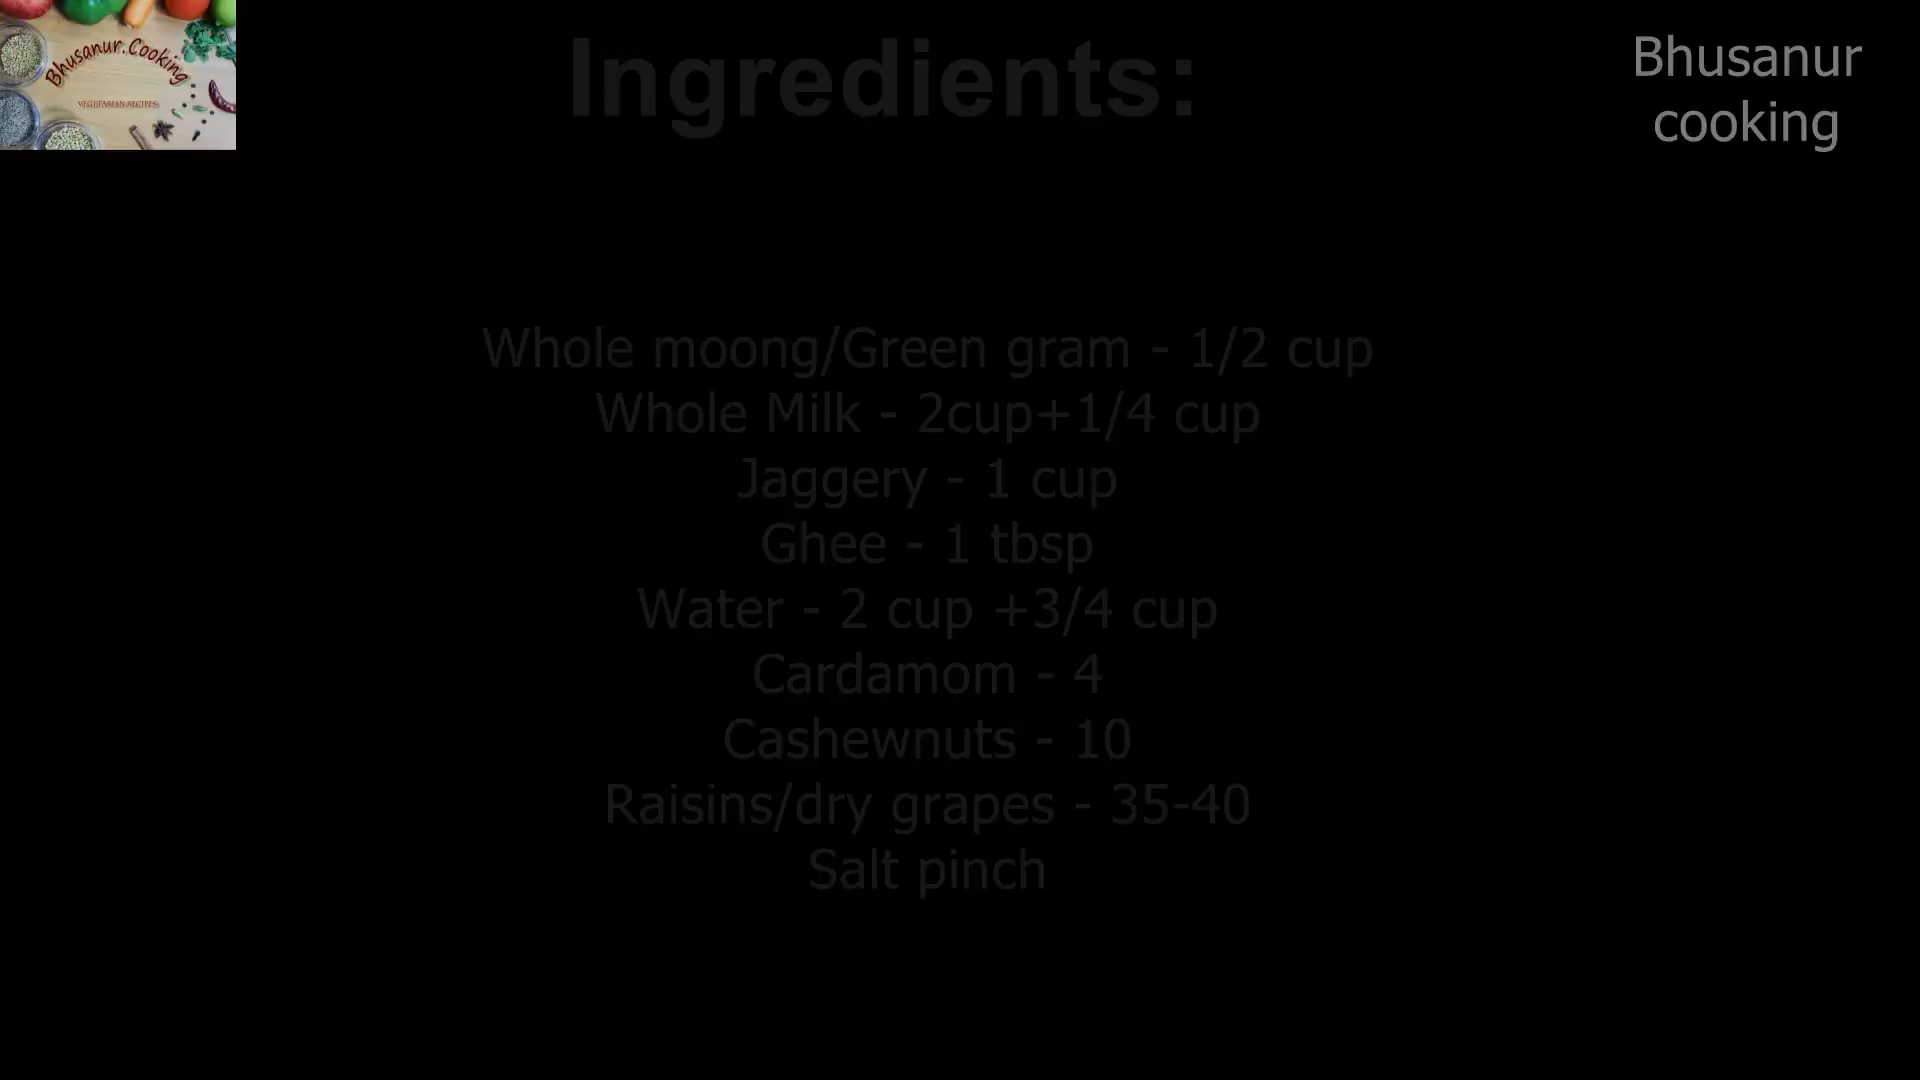 Bhusanur.Cooking
VEGETARIAN RECIPES
Ingredients:
Bhusanur
cooking
Whole moong/Green gram - 1/2 cup
Whole Milk - 2cup+1/4 cup
Jaggery - 1 cup
Ghee - 1 tbsp
Water - 2 cup +3/4 cup
Cardamom - 4
Cashewnuts - 10
Raisins/dry grapes - 35-40
Salt pinch